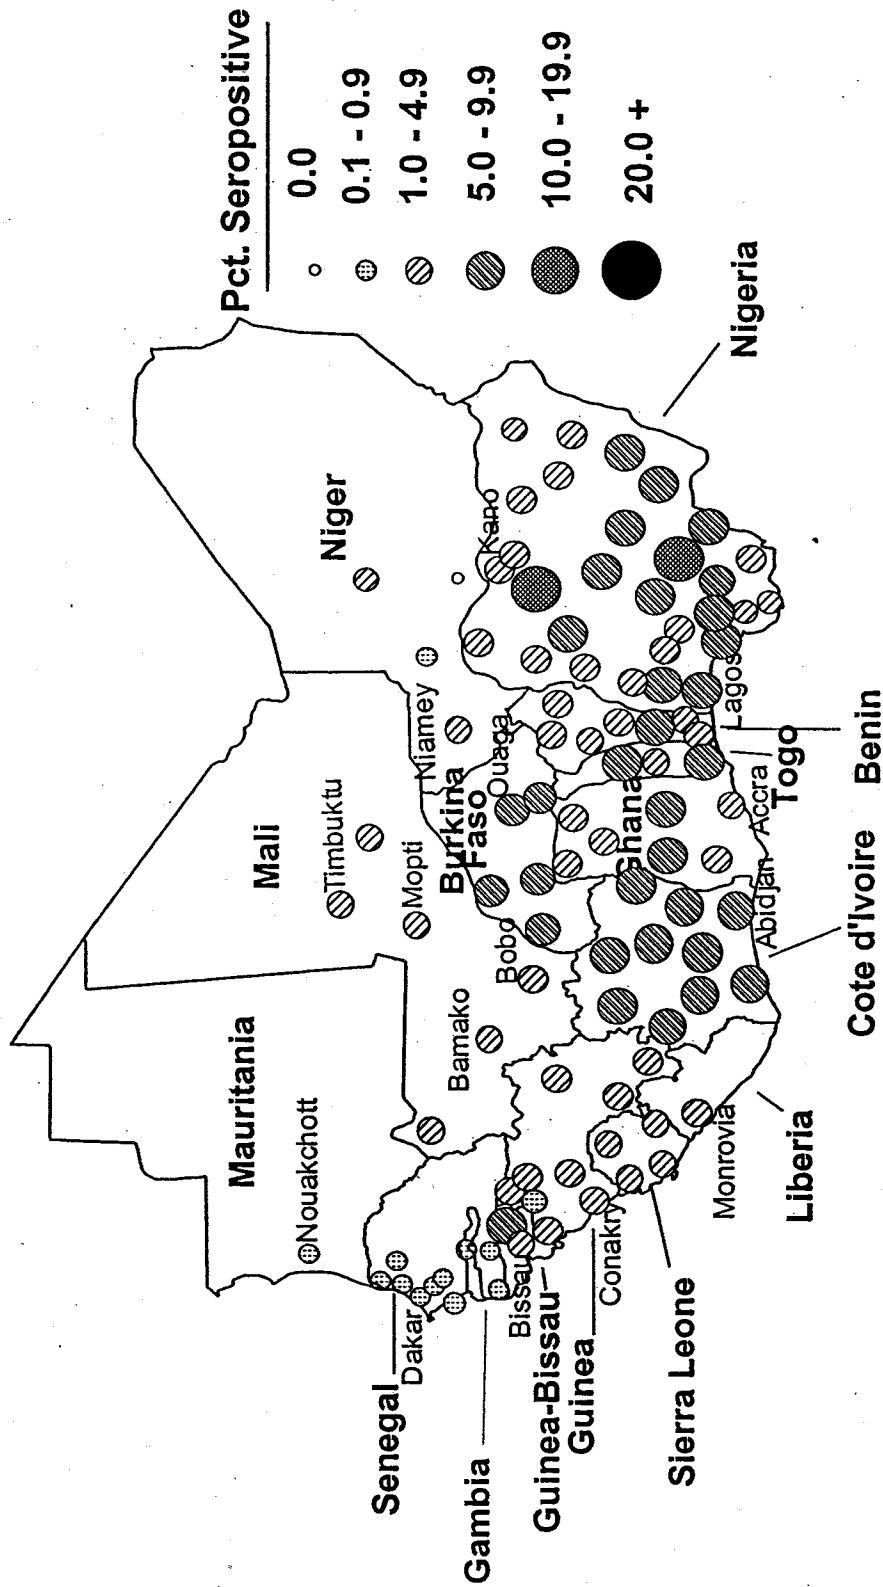 Pct. Seropositive
0.0
0.1 - 0.9
1.0 - 4.9
5.0 - 9.9
10.0 - 19.9
20.0 +
Mauritania
Nouakchott
Mali
Timbuktu
Mopti
Bamako
Niger
Niamey
Senegal
Dakar
Gambia
Bissau
Guinea-Bissau
Guinea
Conakry
Sierra Leone
Monrovia
Liberia
Burkina
Faso
Ouaga
Bobo
Ghana
Kano
Abidjan
Accra
Lagos
Togo
Cote d'Ivoire
Benin
Nigeria